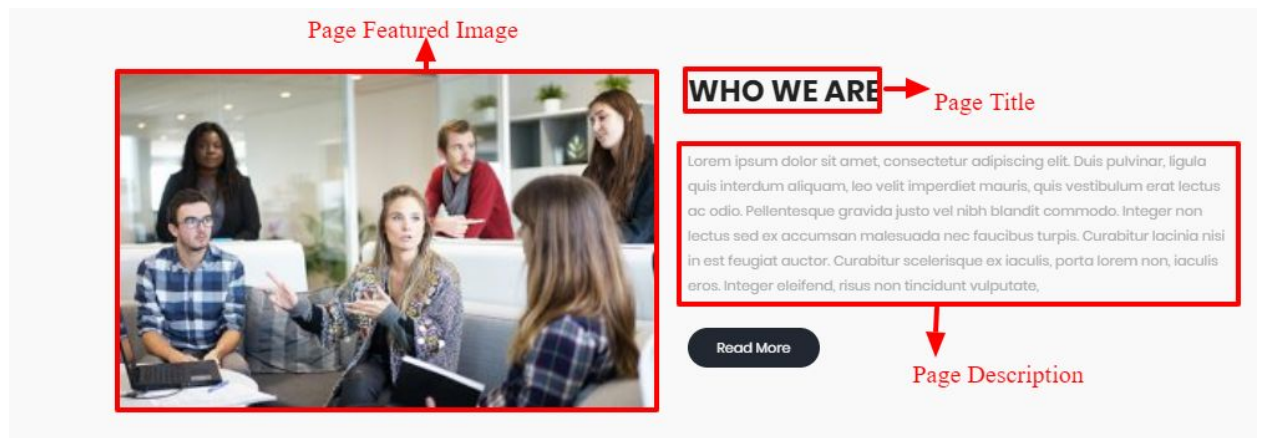 Page Featured Image
WHO WE ARE
Page Title
Lorem ipsum dolor sit amet, consectetur adipiscing elit. Duis pulvinar, ligula
quis interdum aliquam, leo velit imperdiet mauris, quis vestibulum erat lectus
ac odio. Pellentesque gravida justo vel nibh blandit commodo. Integer non
lectus sed ex accumsan malesuada nec faucibus turpis. Curabitur lacinia nisi
in est feugiat auctor. Curabitur scelerisque ex iaculis, porta lorem non, iaculis
eros. Integer eleifend, risus non tincidunt vulputate,
Read More
Page Description